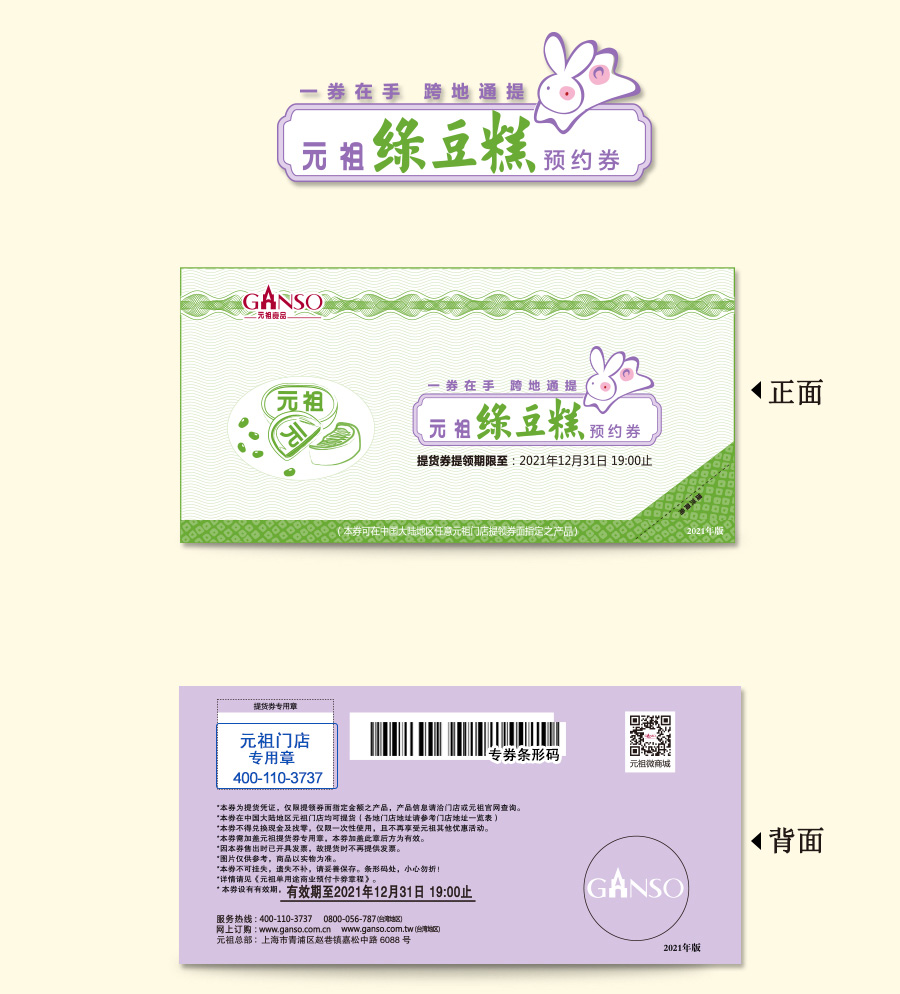 一券在手 跨地通提
元祖綠豆糕预约券
GANSO
元祖食品
元祖
元
一券在手 跨地通提
元祖綠豆糕预约券
提货券提领期限至：2021年12月31日 19:00止
（本券可在中国大陆地区任意元祖门店提领券面指定之产品）
2021年版
正面
提货券专用章
元祖门店
专用章
400-110-3737
专券条形码
元祖微商城
*本券为提货凭证，仅限提领券面指定金额之产品，产品信息请洽门店或元祖官网查询。
*本券在中国大陆地区元祖门店均可提货（各地门店地址请参考门店地址一览表）
*本券不得兑换现金及找零，仅限一次性使用，且不再享受元祖其他优惠活动。
*本券需加盖元祖提货券专用章，本券加盖此章后方为有效。
*因本券售出时已开具发票，故提货时不再提供发票。
*图片仅供参考，商品以实物为准。
*本券不可挂失，遗失不补，请妥善保存。条形码处，小心勿折！
*详情请见《元祖单用途商业预付卡券章程》。
*本券设有有效期，有效期至2021年12月31日 19:00止
服务热线：400-110-3737 0800-056-787(台湾地区)
网上订购：www.ganso.com.cn www.ganso.com.tw(台湾地区)
元祖总部：上海市青浦区赵巷镇嘉松中路 6088 号
GANSO
2021年版
背面